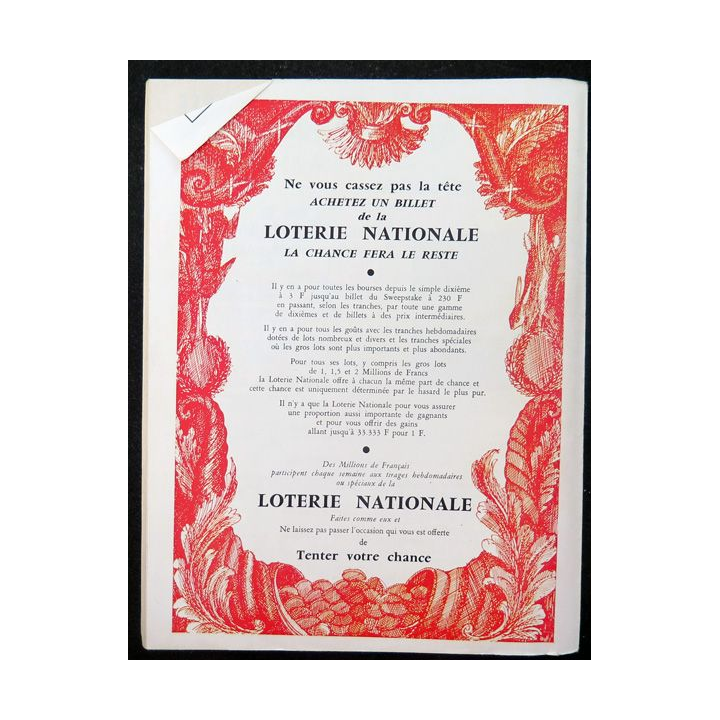 Ne vous cassez pas la tête
ACHETEZ UN BILLET
de la
LOTERIE NATIONALE
LA CHANCE FERA LE RESTE
Il y en a pour toutes les bourses depuis le simple dixième
à 3 F jusqu'au billet du Sweepstake à 230 F
en passant, selon les tranches, par toute une gamme
de dixièmes et de billets à des prix intermédiaires.
Il y en a pour tous les goûts avec les tranches hebdomadaires
dotées de lots nombreux et divers et les tranches spéciales
où les gros lots sont plus importants et plus abondants.
Pour tous ses lots, y compris les gros lots
de 1, 1,5 et 2 Millions de Francs
la Loterie Nationale offre à chacun la même part de chance et
cette chance est uniquement déterminée par le hasard le plus pur.
Il n'y a que la Loterie Nationale pour vous assurer
une proportion aussi importante de gagnants
et pour vous offrir des gains
allant jusqu'à 33 333 F pour 1 F.
Des Millions de Français
participent chaque semaine aux tirages hebdomadaires
ou spéciaux de la
LOTERIE NATIONALE
Faites comme eux et
Ne laissez pas passer l'occasion qui vous est offerte
de
Tenter votre chance